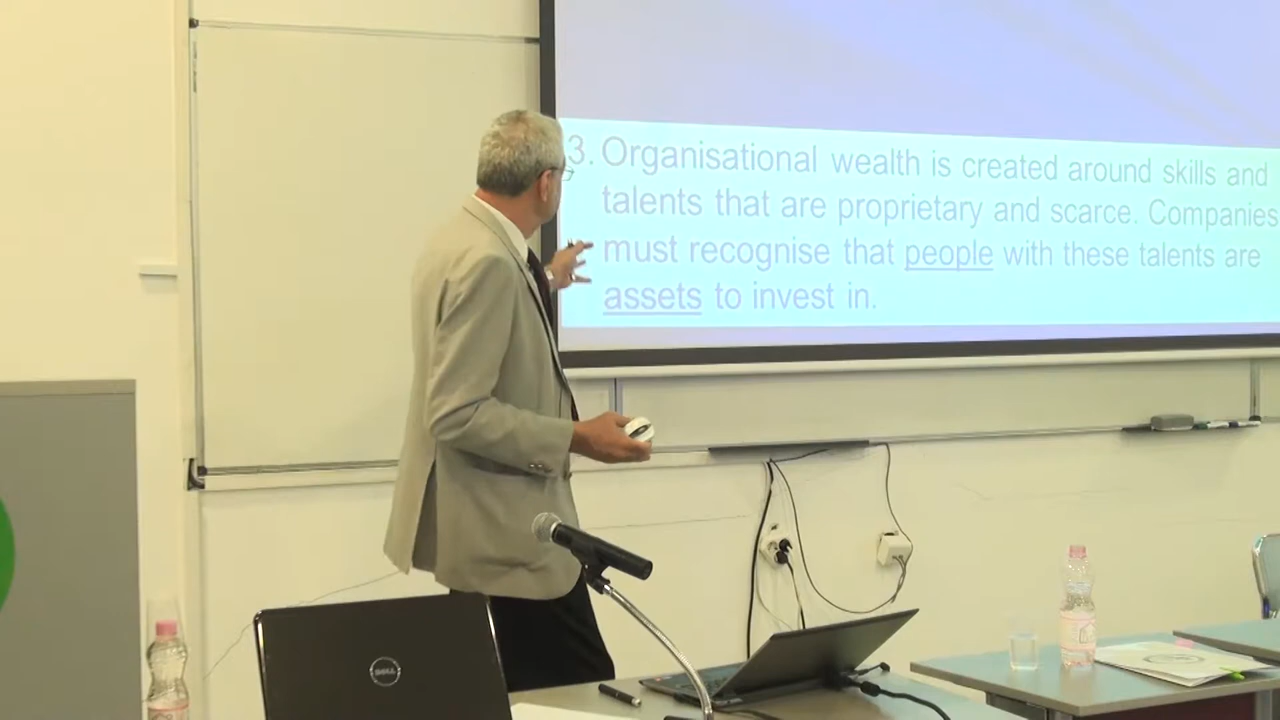 3. Organisational wealth is created around skills and
talents that are proprietary and scarce. Companies
must recognise that people with these talents are
assets to invest in.
DELL